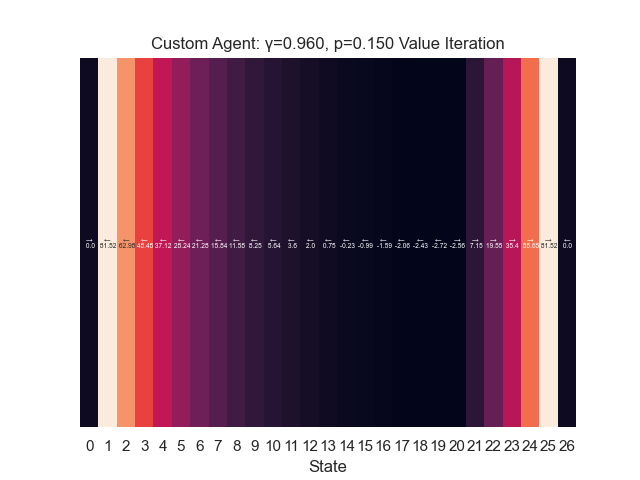 Custom Agent: γ=0.960, p=0.150 Value Iteration
0.0 81.52 62.98 45.48 37.12 28.24 21.28 15.84 11.55 8.25 5.64 3.6 2.0 0.75 -0.23 -0.99 -1.59 -2.06 -2.43 -2.72 -2.56 7.15 19.55 35.4 55.65 81.52 0.0
0 1 2 3 4 5 6 7 8 9 10 11 12 13 14 15 16 17 18 19 20 21 22 23 24 25 26
State